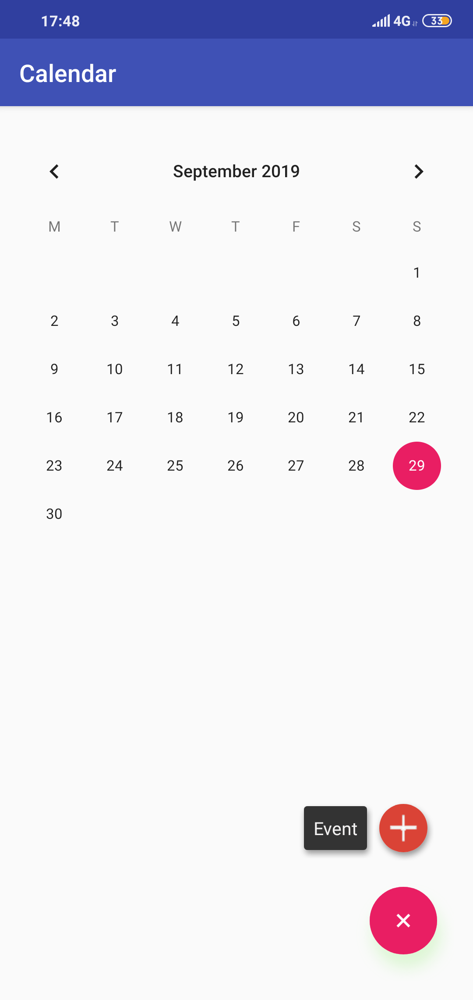 17:48 4G 33
Calendar
September 2019
M T W T F S S
1
2 3 4 5 6 7 8
9 10 11 12 13 14 15
16 17 18 19 20 21 22
23 24 25 26 27 28 29
30
Event